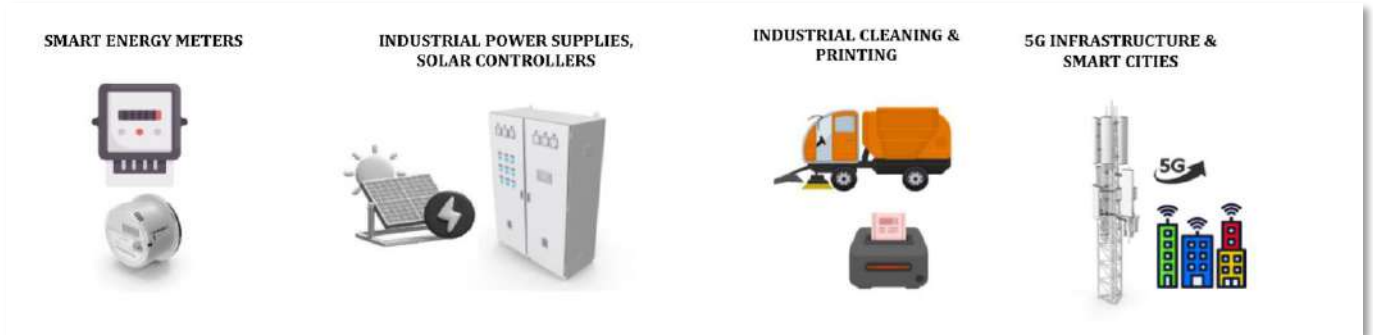 SMART ENERGY METERS
INDUSTRIAL POWER SUPPLIES,
SOLAR CONTROLLERS
INDUSTRIAL CLEANING &
PRINTING
5G INFRASTRUCTURE &
SMART CITIES
5G